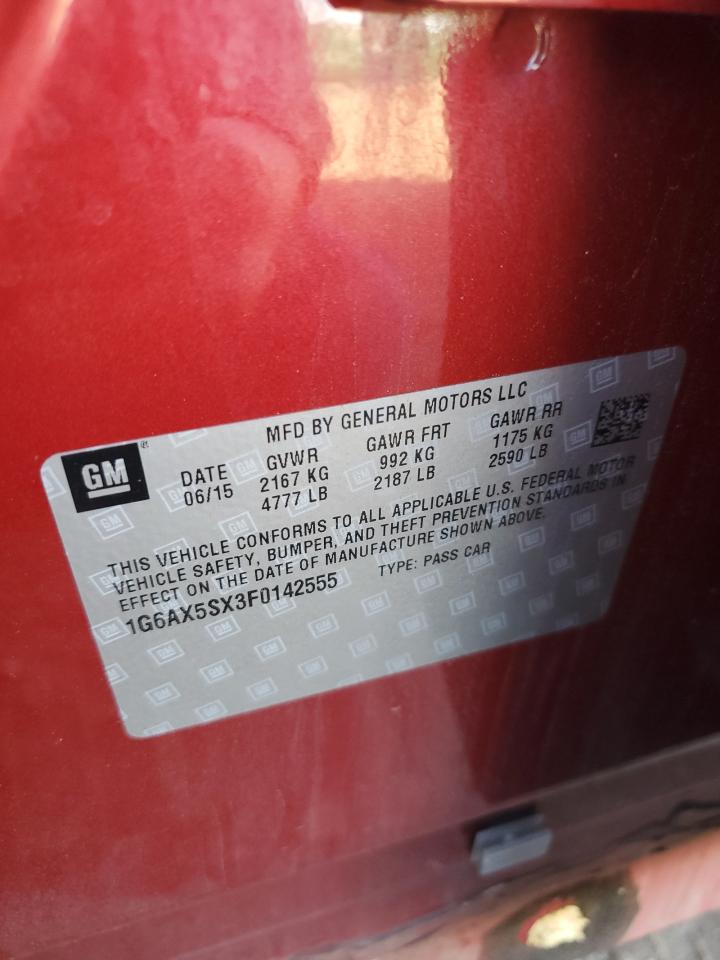 MFD BY GENERAL MOTORS LLC
GM®
DATE GVWR GAWR FRT GAWR RR
06/15 2167 KG 992 KG 1175 KG
4777 LB 2187 LB 2590 LB
THIS VEHICLE CONFORMS TO ALL APPLICABLE U.S. FEDERAL MOTOR
VEHICLE SAFETY, BUMPER, AND THEFT PREVENTION STANDARDS IN
EFFECT ON THE DATE OF MANUFACTURE SHOWN ABOVE.
1G6AX5SX3F0142555 TYPE: PASS CAR